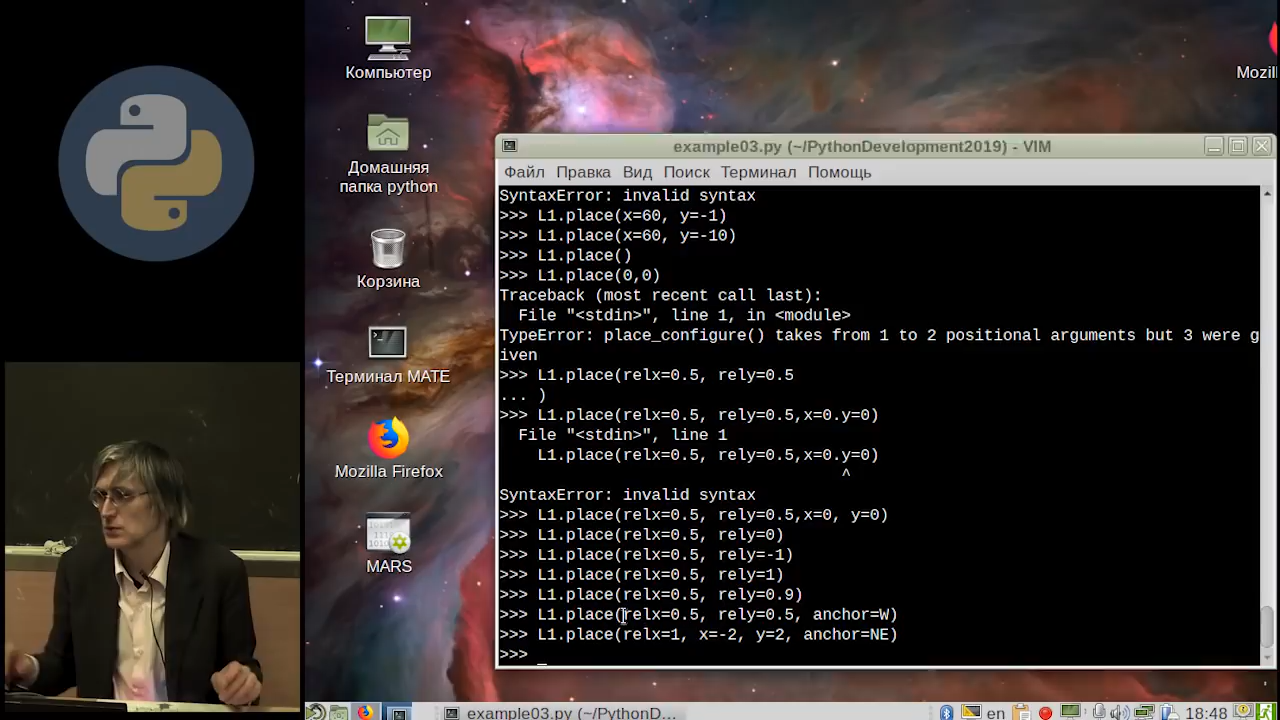 Компьютер
Домашняя
папка python
Корзина
Терминал MATE
Mozilla Firefox
MARS
Mozil
example03.py (~/PythonDevelopment2019) - VIM
Файл Правка Вид Поиск Терминал Помощь
SyntaxError: invalid syntax
>>> L1.place(x=60, y=-1)
>>> L1.place(x=60, y=-10)
>>> L1.place()
>>> L1.place(0,0)
Traceback (most recent call last):
  File "<stdin>", line 1, in <module>
TypeError: place_configure() takes from 1 to 2 positional arguments but 3 were g
iven
>>> L1.place(relx=0.5, rely=0.5
... )
>>> L1.place(relx=0.5, rely=0.5,x=0.y=0)
  File "<stdin>", line 1
    L1.place(relx=0.5, rely=0.5,x=0.y=0)
^
SyntaxError: invalid syntax
>>> L1.place(relx=0.5, rely=0.5,x=0, y=0)
>>> L1.place(relx=0.5, rely=0)
>>> L1.place(relx=0.5, rely=-1)
>>> L1.place(relx=0.5, rely=1)
>>> L1.place(relx=0.5, rely=0.9)
>>> L1.place(relx=0.5, rely=0.5, anchor=W)
>>> L1.place(relx=1, x=-2, y=2, anchor=NE)
>>> _
example03.py (~/PythonD...
en
18:48